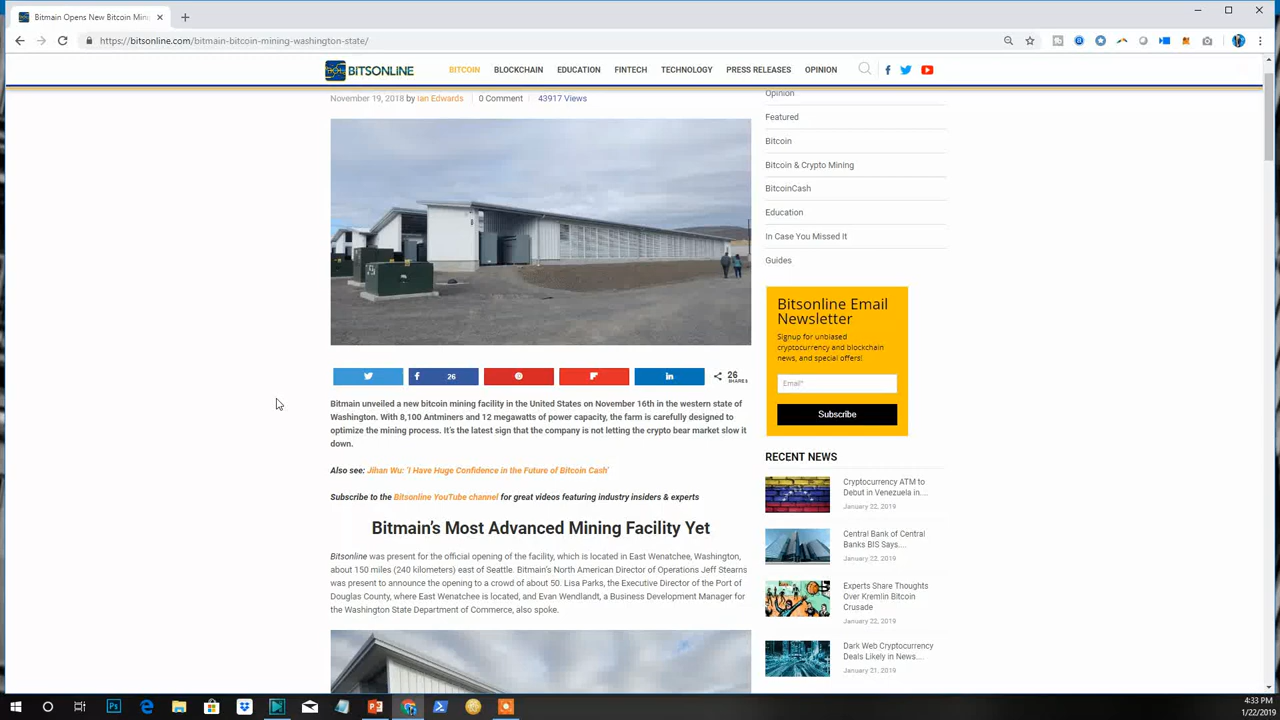 Bitmain Opens New Bitcoin Mini
https://bitsonline.com/bitmain-bitcoin-mining-washington-state/
BITSONLINE
BITCOIN BLOCKCHAIN EDUCATION FINTECH TECHNOLOGY PRESS RELEASES OPINION
November 19, 2018 by Ian Edwards 0 Comment 43917 Views
26
26
SHARES
Bitmain unveiled a new bitcoin mining facility in the United States on November 16th in the western state of
Washington. With 8,100 Antminers and 12 megawatts of power capacity, the farm is carefully designed to
optimize the mining process. It's the latest sign that the company is not letting the crypto bear market slow it
down.
Also see: Jihan Wu: 'I Have Huge Confidence in the Future of Bitcoin Cash'
Subscribe to the Bitsonline YouTube channel for great videos featuring industry insiders & experts
Bitmain's Most Advanced Mining Facility Yet
Bitsonline was present for the official opening of the facility, which is located in East Wenatchee, Washington,
about 150 miles (240 kilometers) east of Seattle. Bitmain's North American Director of Operations Jeff Stearns
was present to announce the opening to a crowd of about 50. Lisa Parks, the Executive Director of the Port of
Douglas County, where East Wenatchee is located, and Evan Wendlandt, a Business Development Manager for
the Washington State Department of Commerce, also spoke.
Opinion
Featured
Bitcoin
Bitcoin & Crypto Mining
BitcoinCash
Education
In Case You Missed It
Guides
Bitsonline Email
Newsletter
Signup for unbiased
cryptocurrency and blockchain
news, and special offers!
Email*
Subscribe
RECENT NEWS
Cryptocurrency ATM to
Debut in Venezuela in....
January 22, 2019
Central Bank of Central
Banks BIS Says....
January 22, 2019
Experts Share Thoughts
Over Kremlin Bitcoin
Crusade
January 22, 2019
Dark Web Cryptocurrency
Deals Likely in News....
January 21, 2019
4:33 PM
1/22/2019